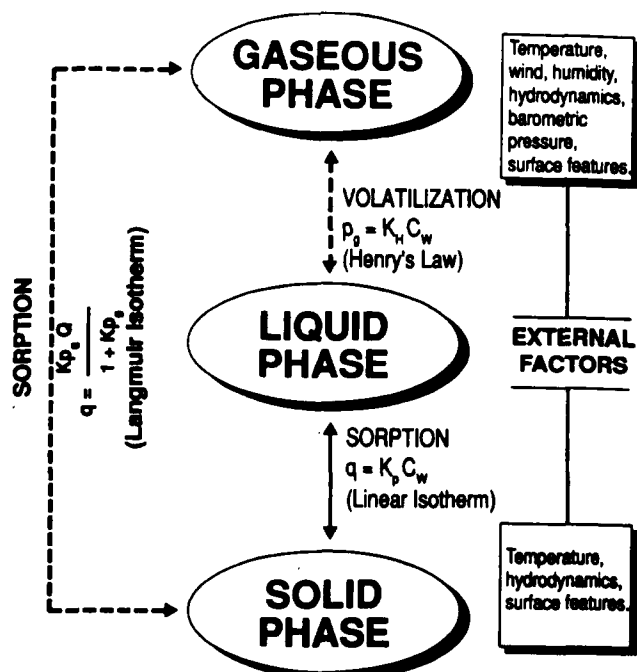 GASEOUS
PHASE
Temperature,
wind, humidity,
hydrodynamics,
barometric
pressure,
surface features.
VOLATILIZATION
p_g = K_H C_W
(Henry's Law)
SORPTION
q = Kp_g Q / 1 + Kp_g
(Langmuir Isotherm)
LIQUID
PHASE
EXTERNAL
FACTORS
SORPTION
q = K_p C_W
(Linear Isotherm)
SOLID
PHASE
Temperature,
hydrodynamics,
surface features.